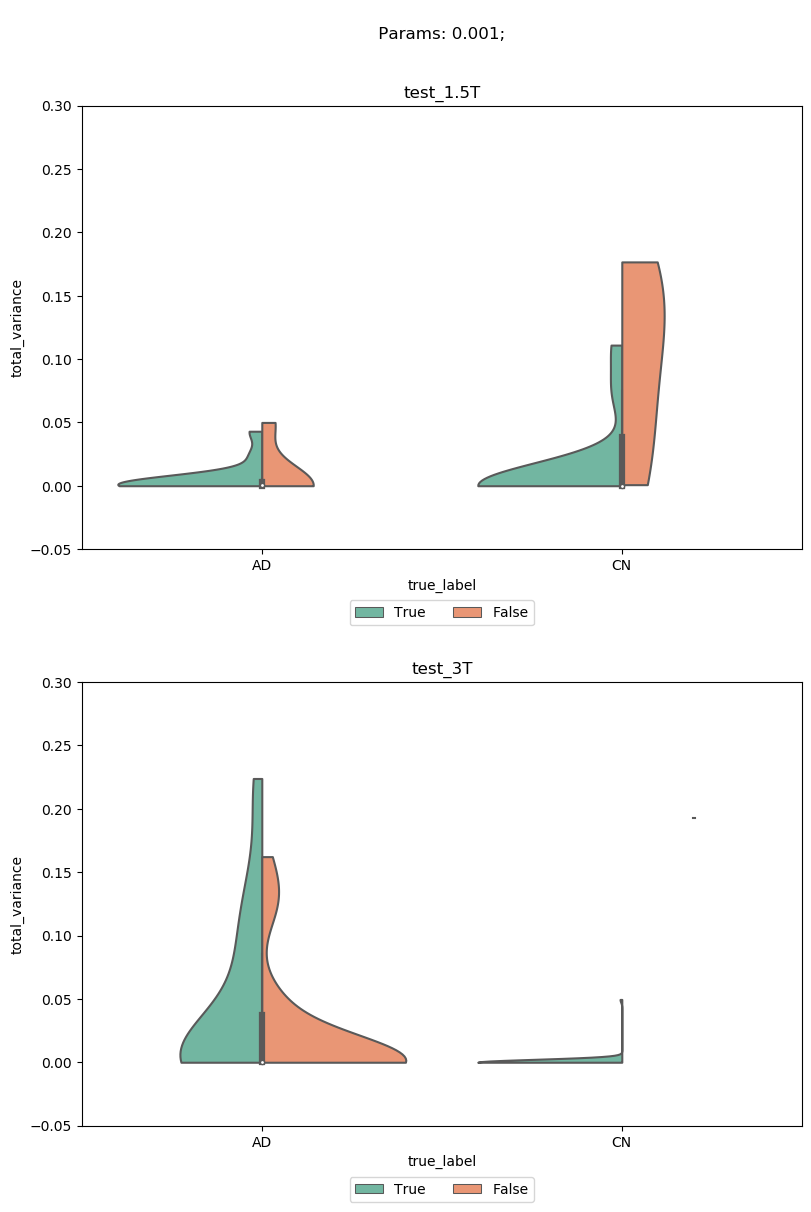 Params: 0.001;
test_1.5T
0.30
0.25
0.20
0.15
0.10
0.05
0.00
−0.05
total_variance
AD CN
true_label
True False
test_3T
0.30
0.25
0.20
0.15
0.10
0.05
0.00
−0.05
total_variance
AD CN
true_label
True False